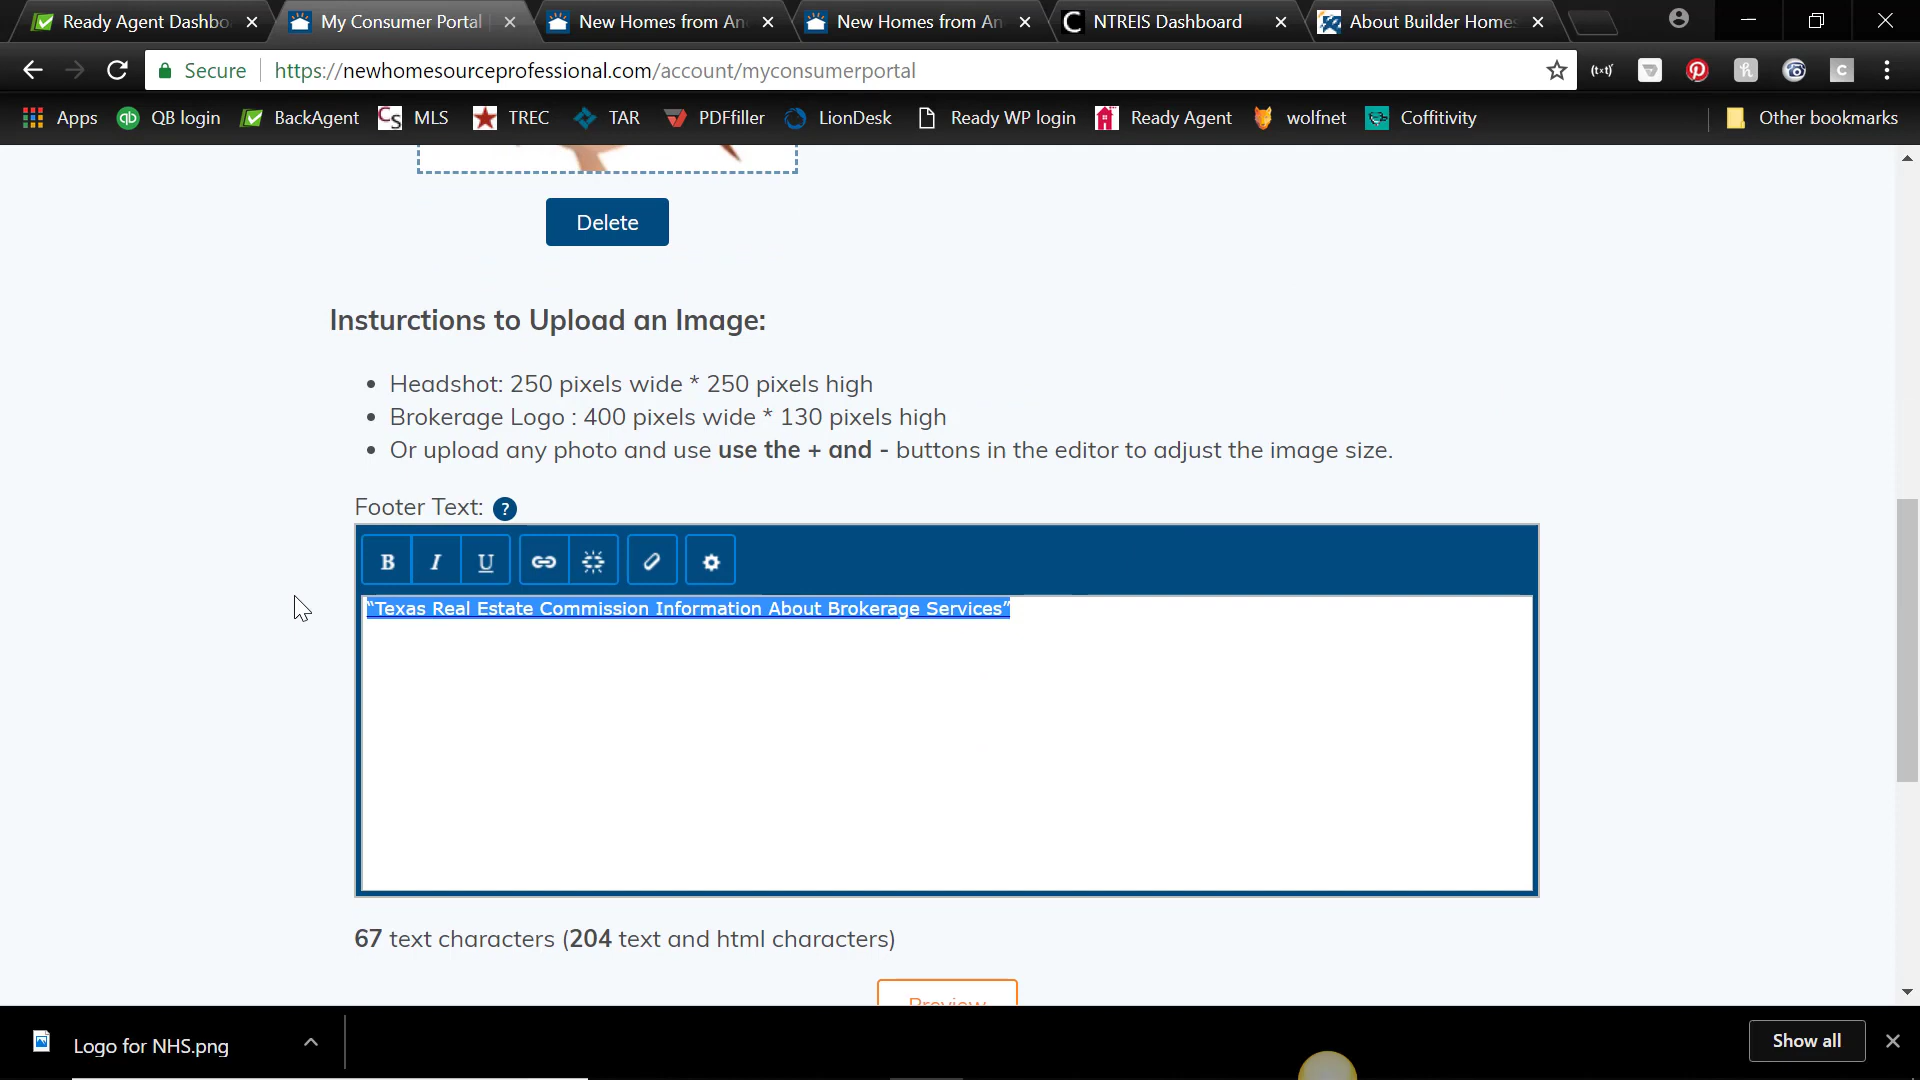 Ready Agent Dashbo
My Consumer Portal
New Homes from An
New Homes from An
NTREIS Dashboard
About Builder Homes
Secure
https://newhomesourceprofessional.com/account/myconsumerportal
Apps
QB login
BackAgent
MLS
TREC
TAR
PDFfiller
LionDesk
Ready WP login
Ready Agent
wolfnet
Coffitivity
Other bookmarks
Delete
Insturctions to Upload an Image:
Headshot: 250 pixels wide * 250 pixels high
Brokerage Logo : 400 pixels wide * 130 pixels high
Or upload any photo and use use the + and - buttons in the editor to adjust the image size.
Footer Text: ?
B I U
“Texas Real Estate Commission Information About Brokerage Services”
67 text characters (204 text and html characters)
Preview
Logo for NHS.png
Show all